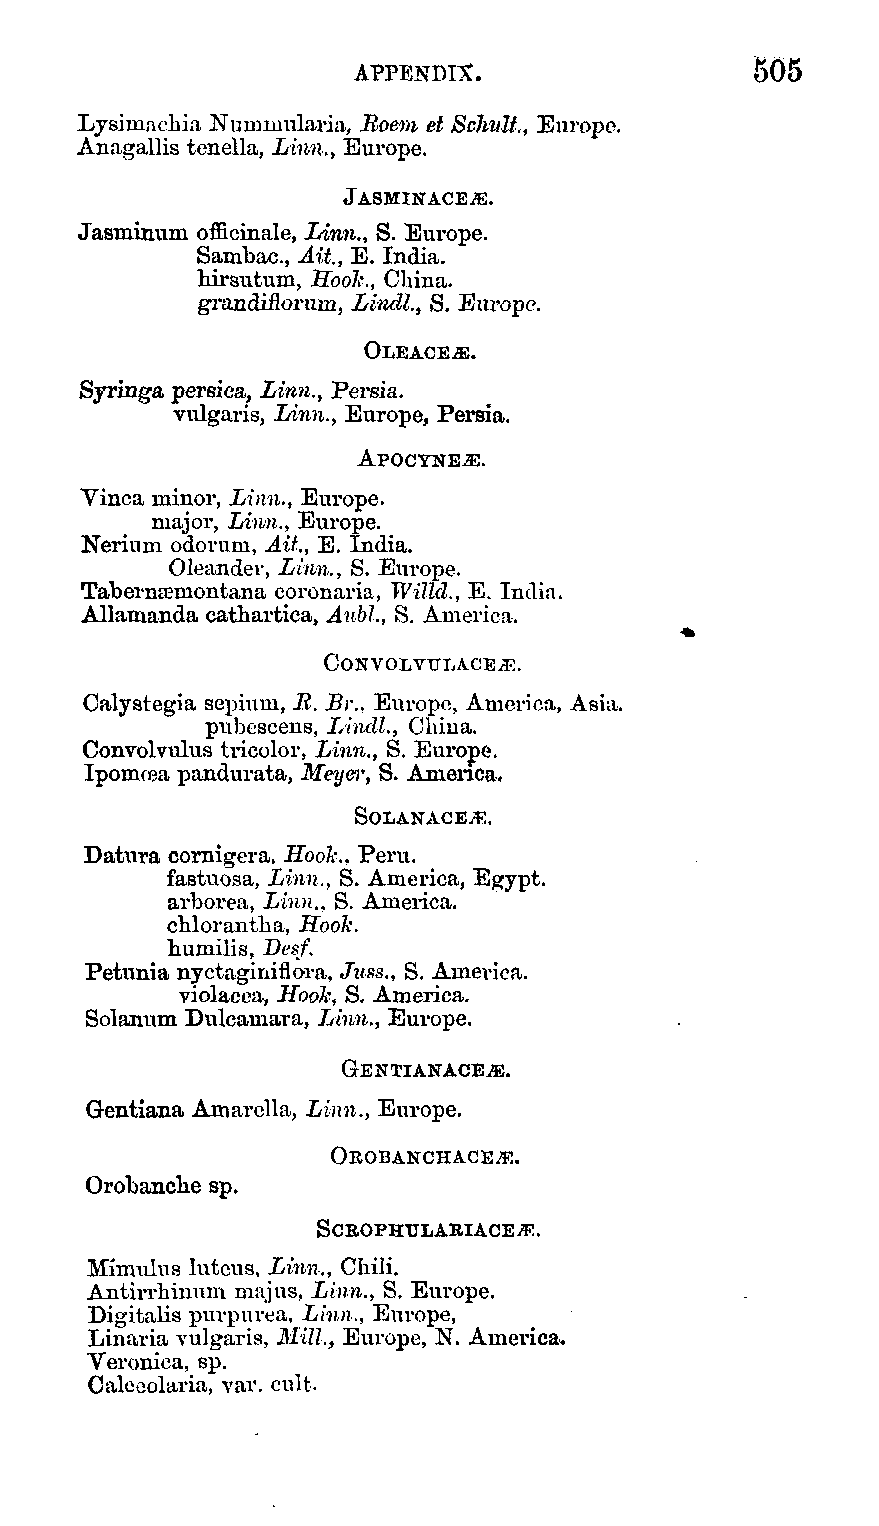 APPENDIX. 505
Lysimachia Nummularia, Roem et Schult., Europe.
Anagallis tenella, Linn., Europe.
JASMINACEÆ.
Jasminum officinale, Linn., S. Europe.
Sambac., Ait., E. India.
hirsutum, Hook., China.
grandiflorum, Lindl., S. Europe.
OLEACEÆ.
Syringa persica, Linn., Persia.
vulgaris, Linn., Europe, Persia.
APOCYNEÆ.
Vinca minor, Linn., Europe.
major, Linn., Europe.
Nerium odorum, Ait., E. India.
Oleander, Linn., S. Europe.
Tabernæmontana coronaria, Willd., E. India.
Allamanda cathartica, Aubl., S. America.
CONVOLVULACEÆ.
Calystegia sepium, R. Br., Europe, America, Asia.
pubescens, Lindl., China.
Convolvulus tricolor, Linn., S. Europe.
Ipomœa pandurata, Meyer, S. America.
SOLANACEÆ.
Datura cornigera, Hook., Peru.
fastuosa, Linn., S. America, Egypt.
arborea, Linn., S. America.
chlorantha, Hook.
humilis, Desf.
Petunia nyctaginiflora, Juss., S. America.
violacea, Hook, S. America.
Solanum Dulcamara, Linn., Europe.
GENTIANACEÆ.
Gentiana Amarella, Linn., Europe.
OROBANCHACEÆ.
Orobanche sp.
SCROPHULARIACEÆ.
Mimulus luteus, Linn., Chili.
Antirrhinum majus, Linn., S. Europe.
Digitalis purpurea, Linn., Europe,
Linaria vulgaris, Mill., Europe, N. America.
Veronica, sp.
Calceolaria, var. cult.